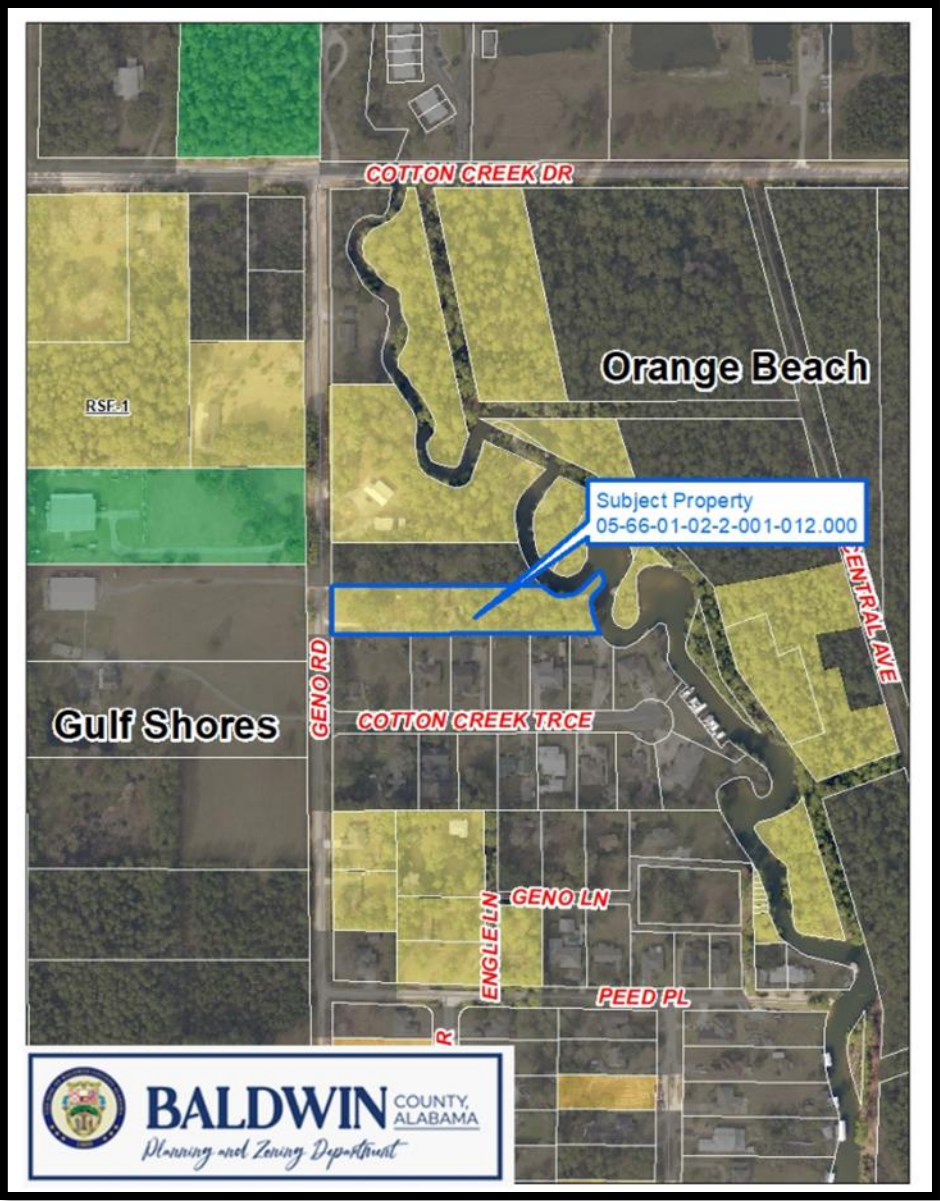 COTTON CREEK DR
Orange Beach
RSF-1
Subject Property
05-66-01-02-2-001-012.000
CENTRAL AVE
GENO RD
Gulf Shores
COTTON CREEK TRCE
GENO LN
ENGLE LN
PEED PL
R
BALDWIN COUNTY, ALABAMA
Planning and Zoning Department